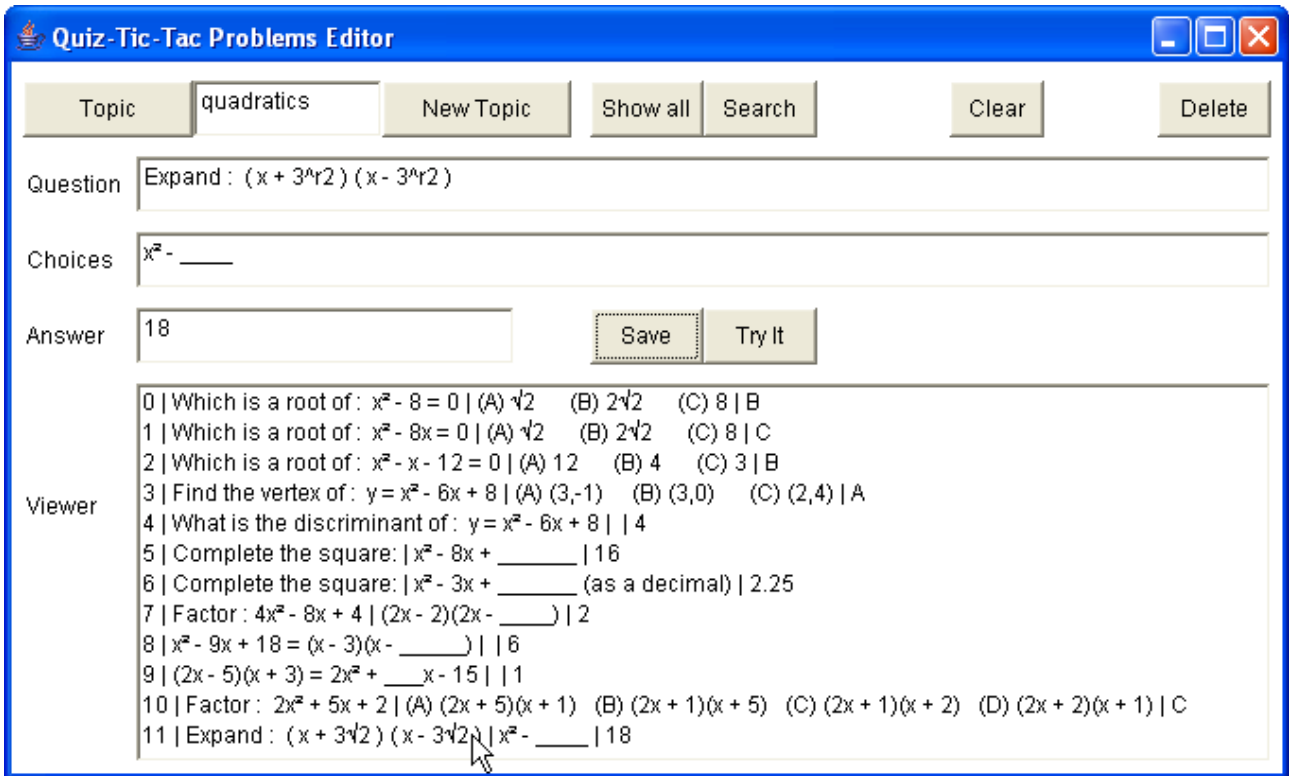 Quiz-Tic-Tac Problems Editor
Topic quadratics New Topic Show all Search Clear Delete
Question Expand : ( x + 3^r2 ) ( x - 3^r2 )
Choices x² - _____
Answer 18 Save Try It
Viewer
0 | Which is a root of : x² - 8 = 0 | (A) √2 (B) 2√2 (C) 8 | B
1 | Which is a root of : x² - 8x = 0 | (A) √2 (B) 2√2 (C) 8 | C
2 | Which is a root of : x² - x - 12 = 0 | (A) 12 (B) 4 (C) 3 | B
3 | Find the vertex of : y = x² - 6x + 8 | (A) (3,-1) (B) (3,0) (C) (2,4) | A
4 | What is the discriminant of : y = x² - 6x + 8 | | 4
5 | Complete the square: | x² - 8x + _______ | 16
6 | Complete the square: | x² - 3x + _______ (as a decimal) | 2.25
7 | Factor : 4x² - 8x + 4 | (2x - 2)(2x - _____) | 2
8 | x² - 9x + 18 = (x - 3)(x - ______) | | 6
9 | (2x - 5)(x + 3) = 2x² + ___x - 15 | | 1
10 | Factor : 2x² + 5x + 2 | (A) (2x + 5)(x + 1) (B) (2x + 1)(x + 5) (C) (2x + 1)(x + 2) (D) (2x + 2)(x + 1) | C
11 | Expand : ( x + 3√2 ) ( x - 3√2 ) | x² - _____ | 18